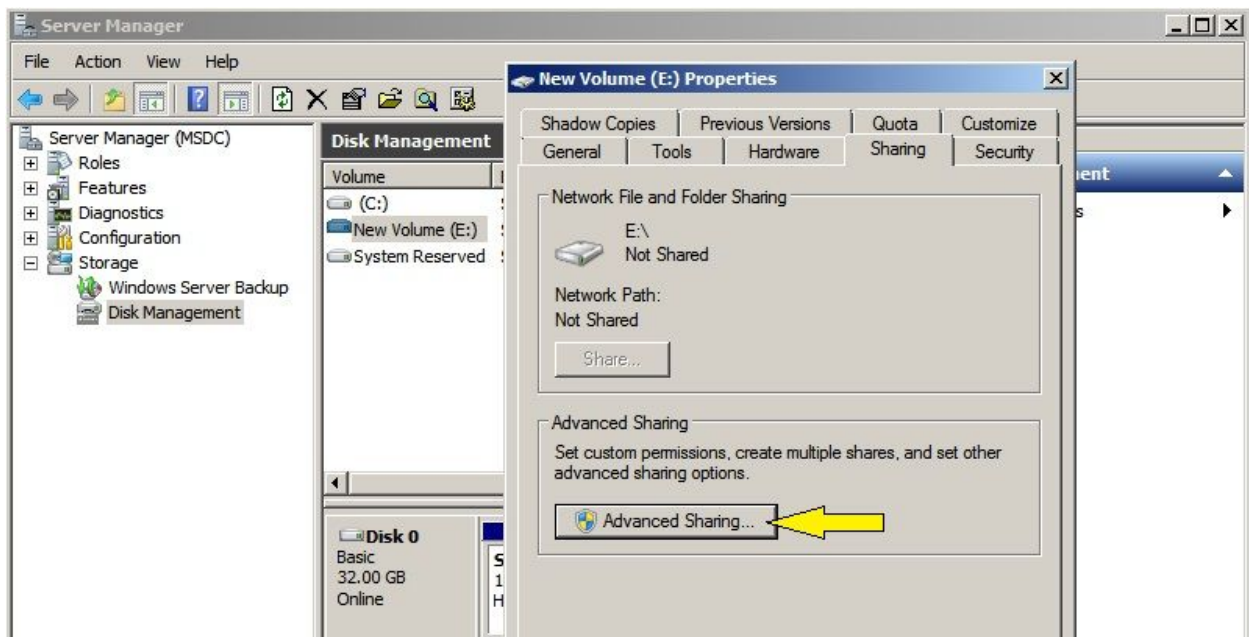 Server Manager
File Action View Help
Server Manager (MSDC)
Roles
Features
Diagnostics
Configuration
Storage
Windows Server Backup
Disk Management
Disk Management
Volume
(C:)
New Volume (E:)
System Reserved
Disk 0
Basic
32.00 GB
Online
New Volume (E:) Properties
Shadow Copies Previous Versions Quota Customize
General Tools Hardware Sharing Security
Network File and Folder Sharing
E:\
Not Shared
Network Path:
Not Shared
Share...
Advanced Sharing
Set custom permissions, create multiple shares, and set other
advanced sharing options.
Advanced Sharing...